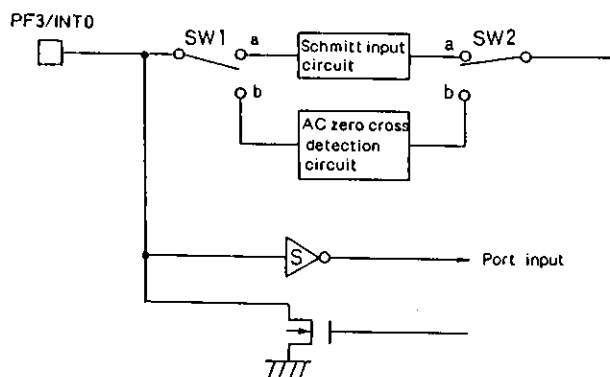 PF3/INT0
SW1
a
b
Schmitt input
circuit
a
SW2
b
AC zero cross
detection
circuit
S
Port input